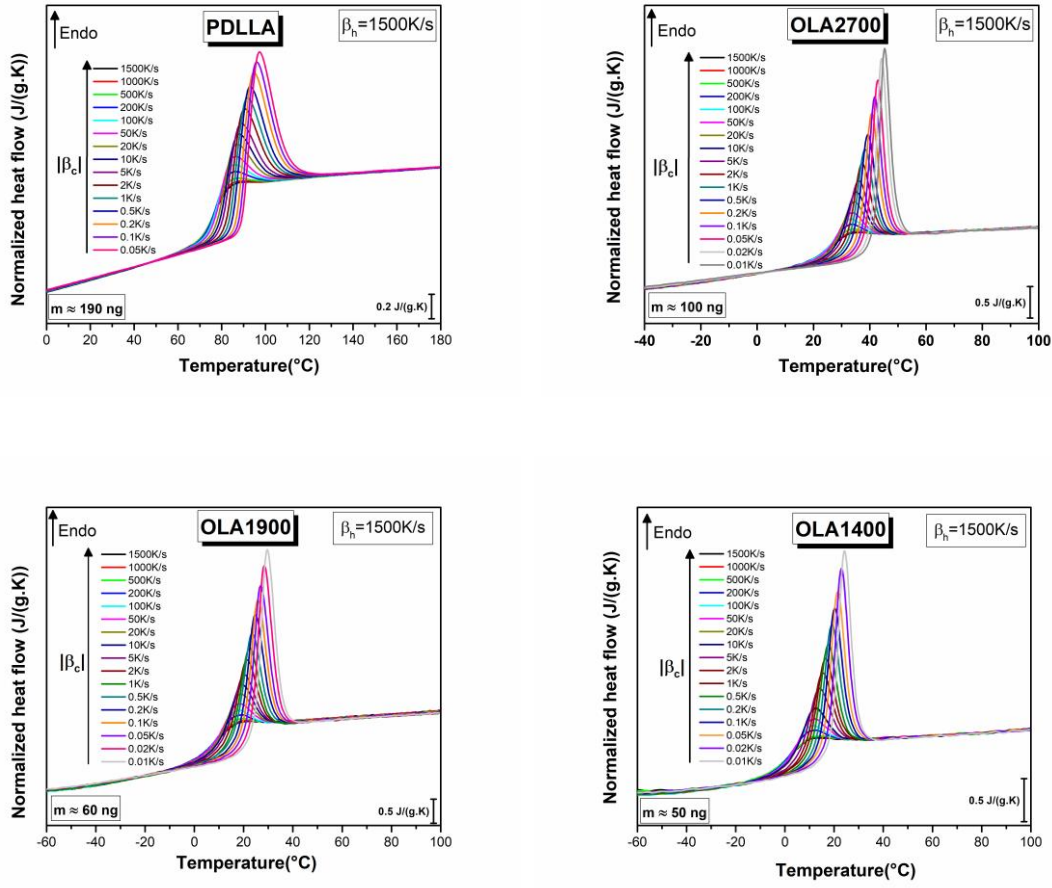 PDLLA
Endo
βh=1500K/s
1500K/s
1000K/s
500K/s
200K/s
100K/s
50K/s
20K/s
10K/s
5K/s
2K/s
1K/s
0.5K/s
0.2K/s
0.1K/s
0.05K/s
|βc|
Normalized heat flow (J/(g.K))
m ≈ 190 ng
0.2 J/(g.K)
0 20 40 60 80 100 120 140 160 180
Temperature(°C)
OLA2700
Endo
βh=1500K/s
1500K/s
1000K/s
500K/s
200K/s
100K/s
50K/s
20K/s
10K/s
5K/s
2K/s
1K/s
0.5K/s
0.2K/s
0.1K/s
0.05K/s
0.02K/s
0.01K/s
|βc|
Normalized heat flow (J/(g.K))
m ≈ 100 ng
0.5 J/(g.K)
-40 -20 0 20 40 60 80 100
Temperature(°C)
OLA1900
Endo
βh=1500K/s
1500K/s
1000K/s
500K/s
200K/s
100K/s
50K/s
20K/s
10K/s
5K/s
2K/s
1K/s
0.5K/s
0.2K/s
0.1K/s
0.05K/s
0.02K/s
0.01K/s
|βc|
Normalized heat flow (J/(g.K))
m ≈ 60 ng
0.5 J/(g.K)
-60 -40 -20 0 20 40 60 80 100
Temperature(°C)
OLA1400
Endo
βh=1500K/s
1500K/s
1000K/s
500K/s
200K/s
100K/s
50K/s
20K/s
10K/s
5K/s
2K/s
1K/s
0.5K/s
0.2K/s
0.1K/s
0.05K/s
0.02K/s
0.01K/s
|βc|
Normalized heat flow (J/(g.K))
m ≈ 50 ng
0.5 J/(g.K)
-60 -40 -20 0 20 40 60 80 100
Temperature(°C)